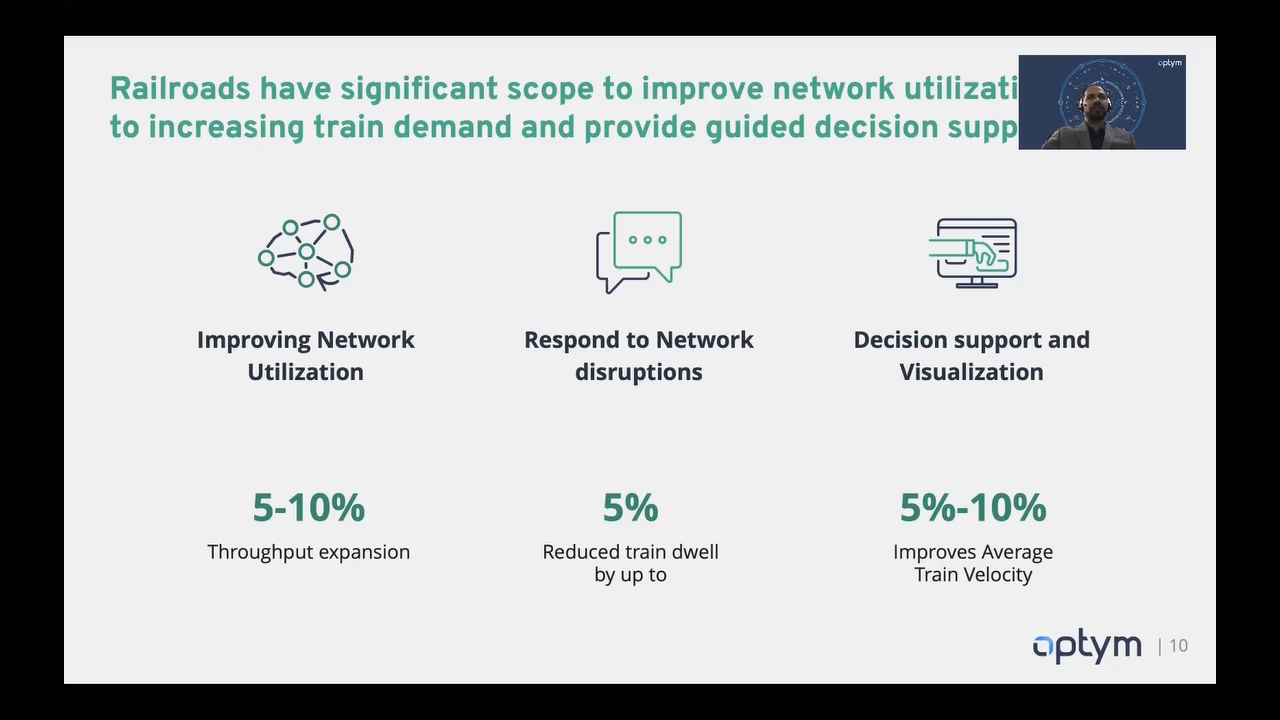 Railroads have significant scope to improve network
to increasing train demand and provide guided decision
optym
Improving Network
Utilization
Respond to Network
disruptions
Decision support and
Visualization
5-10%
Throughput expansion
5%
Reduced train dwell
by up to
5%-10%
Improves Average
Train Velocity
optym
| 10